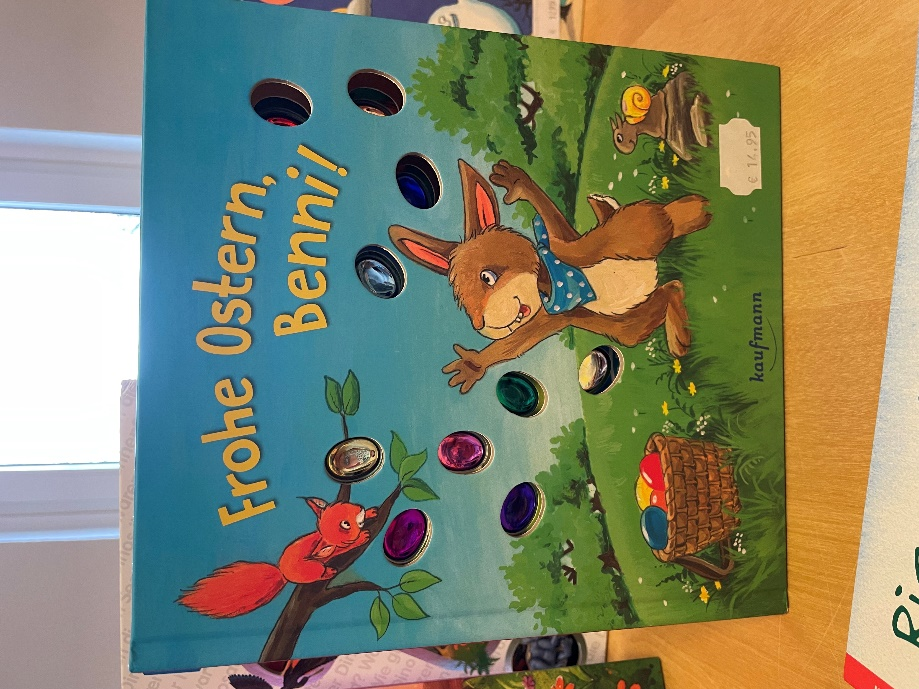 Frohe Ostern,
Benni!
€ 14,95
kaufmann